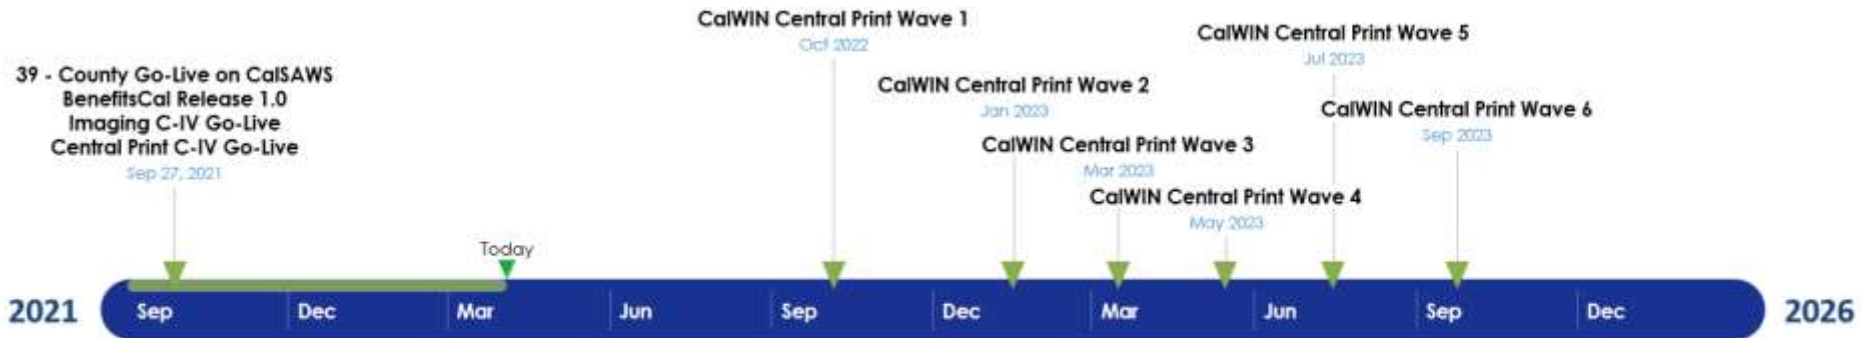 CalWIN Central Print Wave 1
Oct 2022
CalWIN Central Print Wave 5
Jul 2023
39 - County Go-Live on CalSAWS
BenefitsCal Release 1.0
Imaging C-IV Go-Live
Central Print C-IV Go-Live
Sep 27, 2021
CalWIN Central Print Wave 2
Jan 2023
CalWIN Central Print Wave 6
Sep 2023
CalWIN Central Print Wave 3
Mar 2023
CalWIN Central Print Wave 4
May 2023
Today
2021 Sep Dec Mar Jun Sep Dec Mar Jun Sep Dec 2026